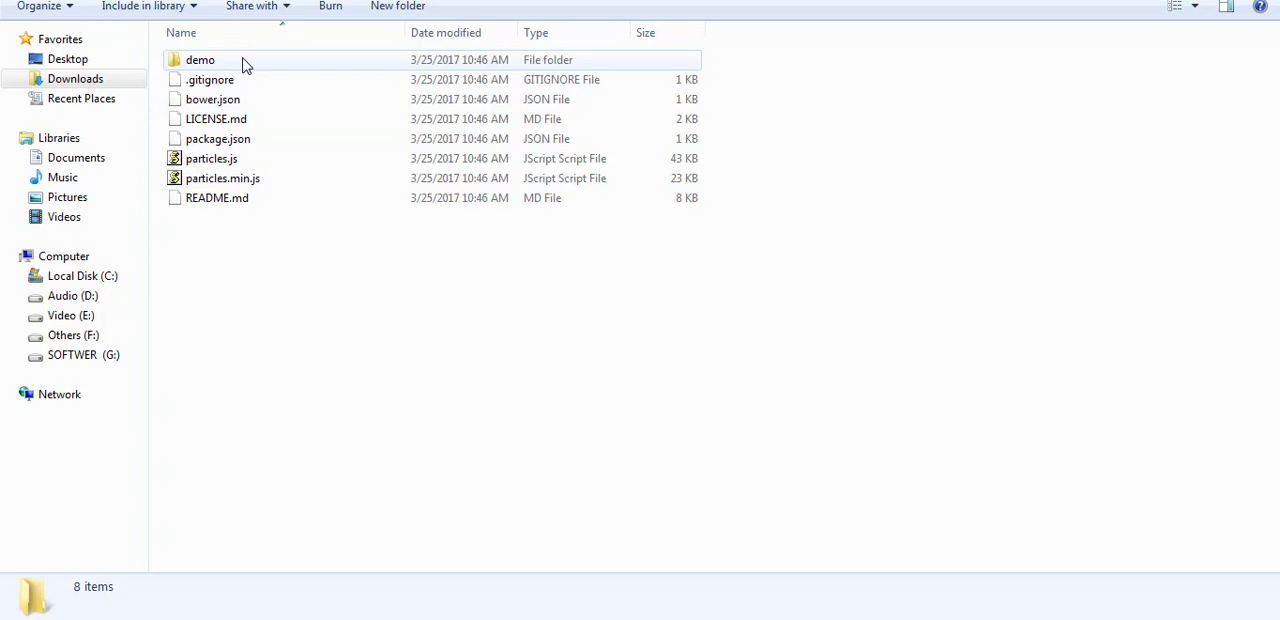 Organize Include in library Share with Burn New folder
Name Date modified Type Size
Favorites
Desktop
Downloads
Recent Places
Libraries
Documents
Music
Pictures
Videos
Computer
Local Disk (C:)
Audio (D:)
Video (E:)
Others (F:)
SOFTWER (G:)
Network
demo 3/25/2017 10:46 AM File folder
.gitignore 3/25/2017 10:46 AM GITIGNORE File 1 KB
bower.json 3/25/2017 10:46 AM JSON File 1 KB
LICENSE.md 3/25/2017 10:46 AM MD File 2 KB
package.json 3/25/2017 10:46 AM JSON File 1 KB
particles.js 3/25/2017 10:46 AM JScript Script File 43 KB
particles.min.js 3/25/2017 10:46 AM JScript Script File 23 KB
README.md 3/25/2017 10:46 AM MD File 8 KB
8 items